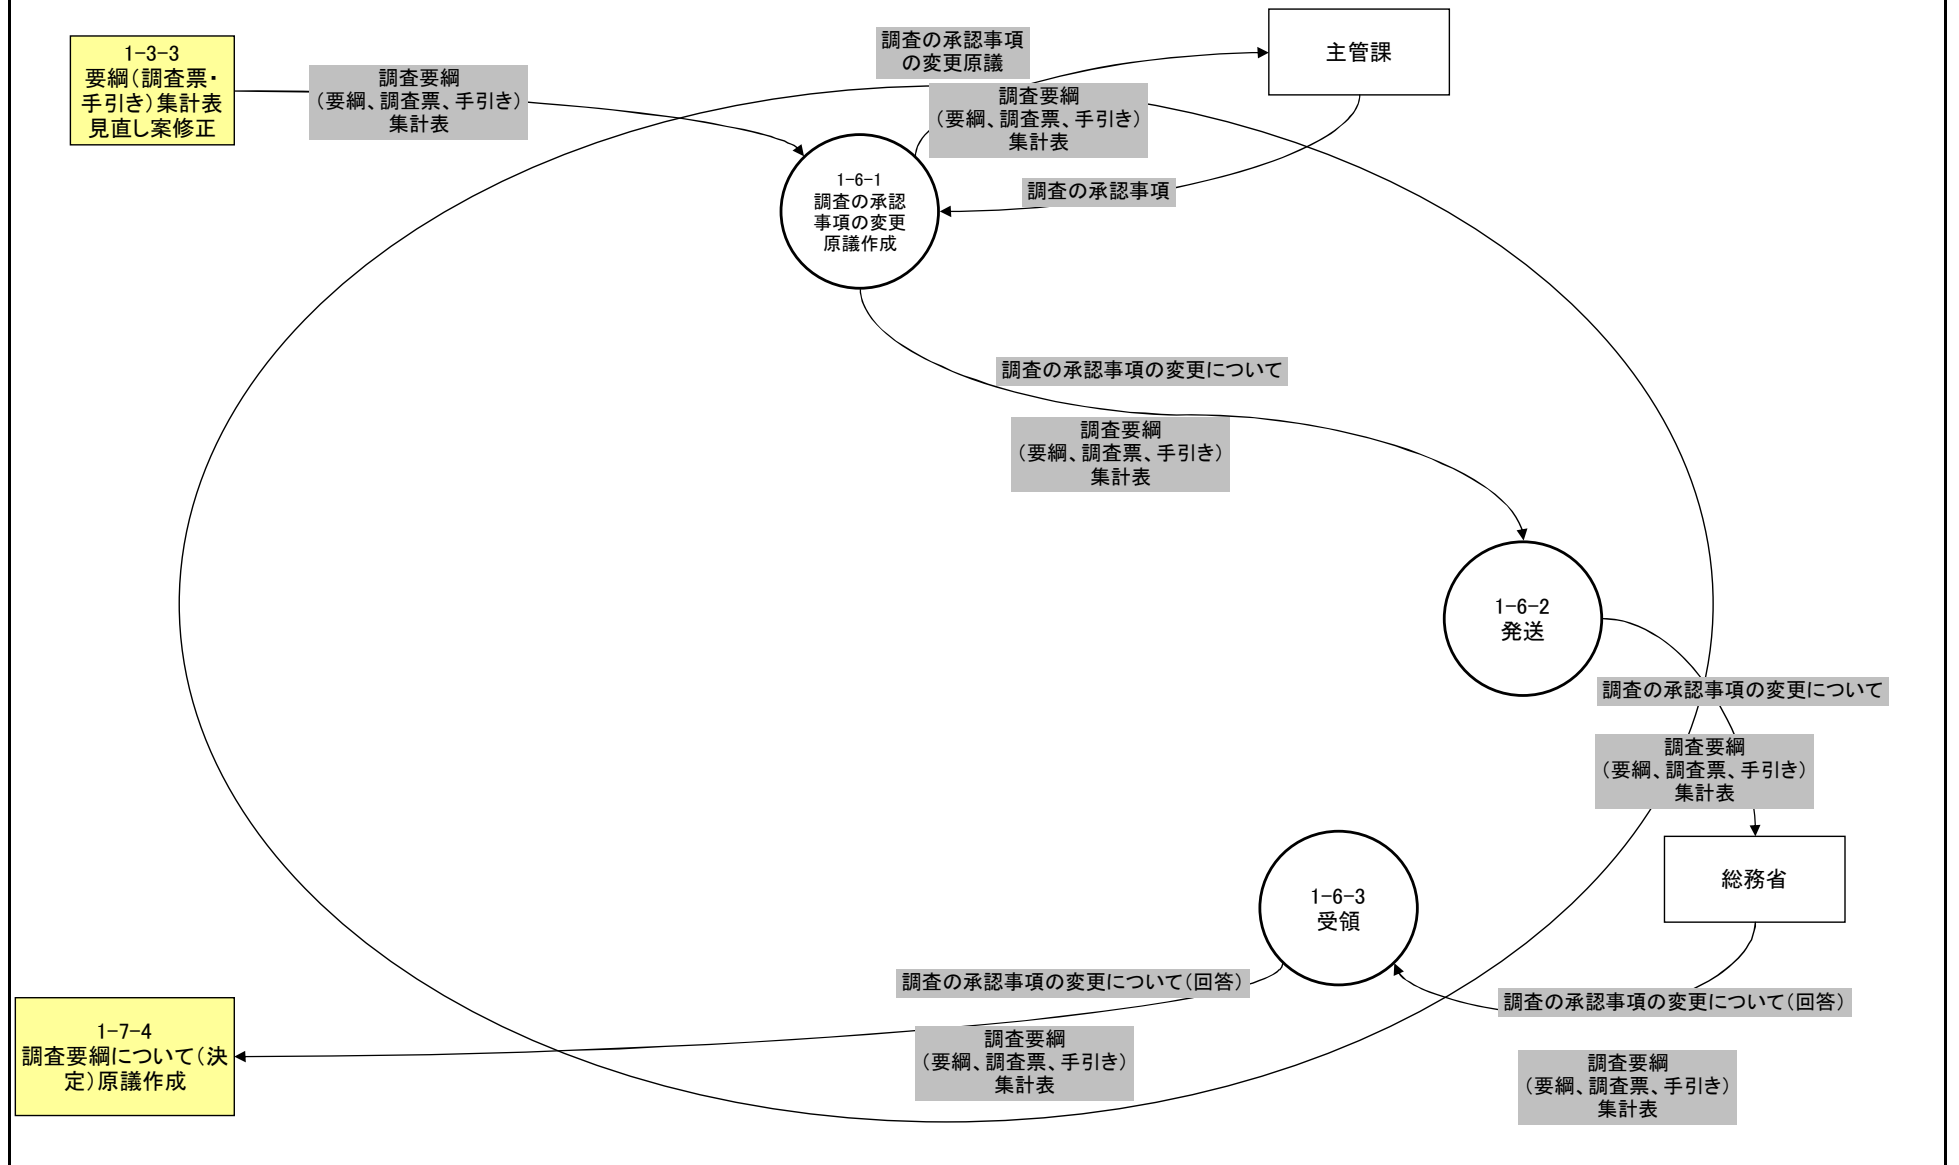 1-3-3
要綱(調査票・
手引き)集計表
見直し案修正
調査要綱
(要綱、調査票、手引き)
集計表
調査の承認事項
の変更原議
調査要綱
(要綱、調査票、手引き)
集計表
主管課
調査の承認事項
1-6-1
調査の承認
事項の変更
原議作成
調査の承認事項の変更について
調査要綱
(要綱、調査票、手引き)
集計表
1-6-2
発送
調査の承認事項の変更について
調査要綱
(要綱、調査票、手引き)
集計表
総務省
1-6-3
受領
調査の承認事項の変更について(回答)
調査要綱
(要綱、調査票、手引き)
集計表
調査の承認事項の変更について(回答)
調査要綱
(要綱、調査票、手引き)
集計表
1-7-4
調査要綱について(決
定)原議作成